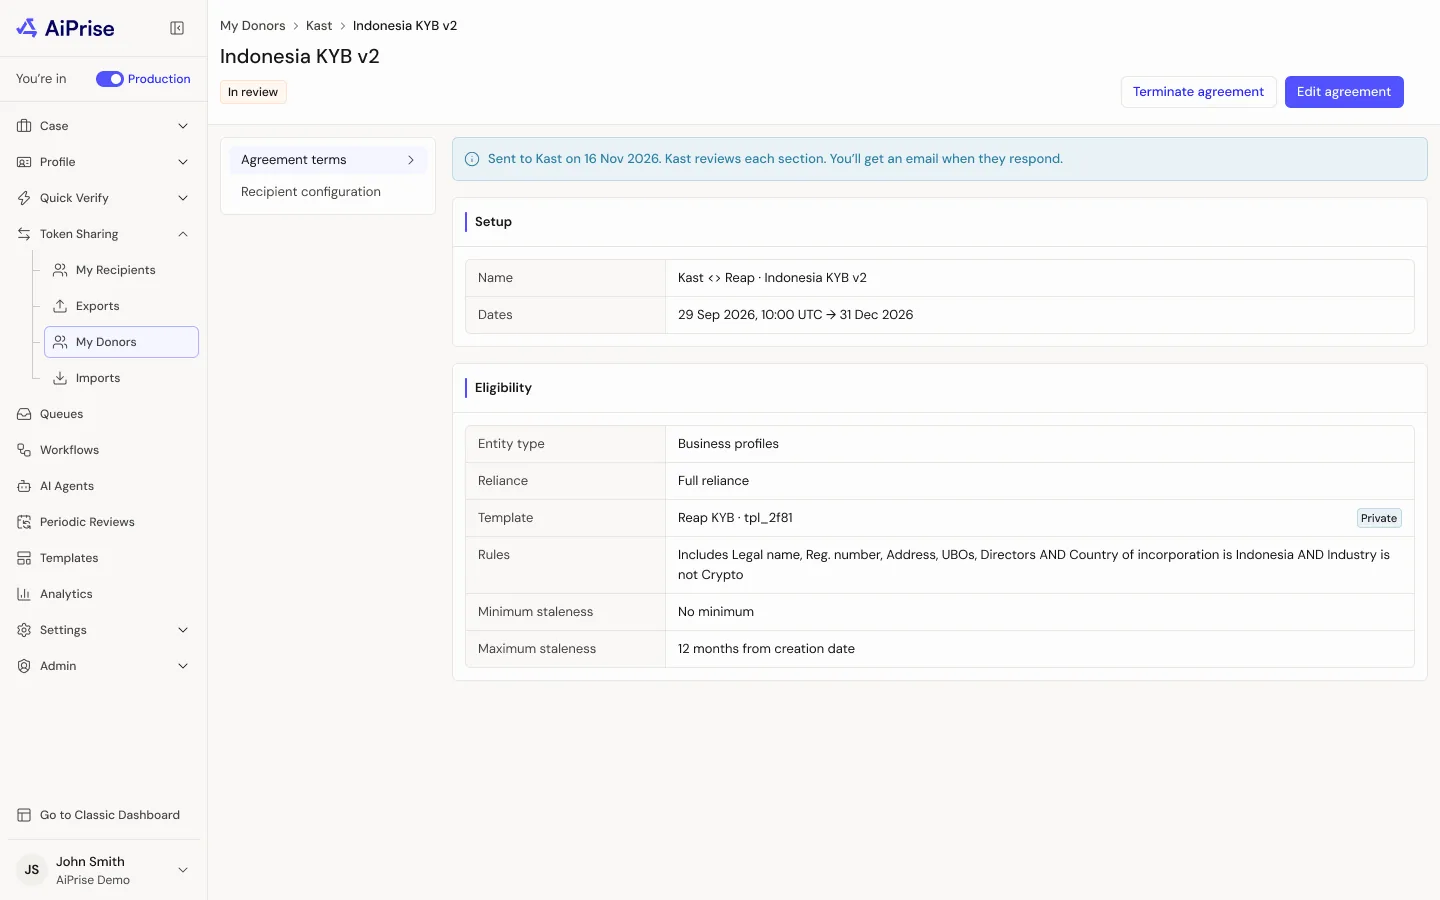 AiPrise
You're in
Production
Case
Profile
Quick Verify
Token Sharing
My Recipients
Exports
My Donors
Imports
Queues
Workflows
AI Agents
Periodic Reviews
Templates
Analytics
Settings
Admin
Go to Classic Dashboard
JS
John Smith
AiPrise Demo
My Donors > Kast > Indonesia KYB v2
Indonesia KYB v2
In review
Terminate agreement
Edit agreement
Agreement terms
Recipient configuration
Sent to Kast on 16 Nov 2026. Kast reviews each section. You'll get an email when they respond.
Setup
Name
Kast <> Reap · Indonesia KYB v2
Dates
29 Sep 2026, 10:00 UTC → 31 Dec 2026
Eligibility
Entity type
Business profiles
Reliance
Full reliance
Template
Reap KYB · tpl_2f81
Private
Rules
Includes Legal name, Reg. number, Address, UBOs, Directors AND Country of incorporation is Indonesia AND Industry is
not Crypto
Minimum staleness
No minimum
Maximum staleness
12 months from creation date